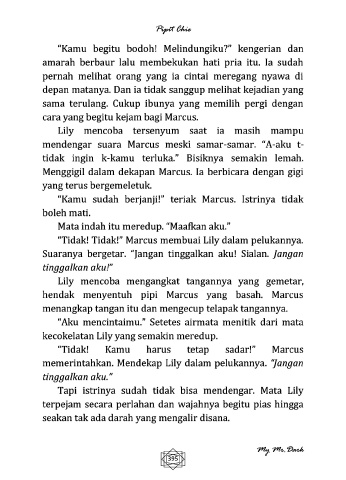 Pipit Chie
“Kamu begitu bodoh! Melindungiku?” kengerian dan
amarah berbaur lalu membekukan hati pria itu. Ia sudah
pernah melihat orang yang ia cintai meregang nyawa di
depan matanya. Dan ia tidak sanggup melihat kejadian yang
sama terulang. Cukup ibunya yang memilih pergi dengan
cara yang begitu kejam bagi Marcus.
Lily mencoba tersenyum saat ia masih mampu
mendengar suara Marcus meski samar-samar. “A-aku t-
tidak ingin k-kamu terluka.” Bisiknya semakin lemah.
Menggigil dalam dekapan Marcus. Ia berbicara dengan gigi
yang terus bergemeletuk.
“Kamu sudah berjanji!” teriak Marcus. Istrinya tidak
boleh mati.
Mata indah itu meredup. “Maafkan aku.”
“Tidak! Tidak!” Marcus membuai Lily dalam pelukannya.
Suaranya bergetar. “Jangan tinggalkan aku! Sialan. Jangan
tinggalkan aku!”
Lily mencoba mengangkat tangannya yang gemetar,
hendak menyentuh pipi Marcus yang basah. Marcus
menangkap tangan itu dan mengecup telapak tangannya.
“Aku mencintaimu.” Setetes airmata menitik dari mata
kecokelatan Lily yang semakin meredup.
“Tidak! Kamu harus tetap sadar!” Marcus
memerintahkan. Mendekap Lily dalam pelukannya. “Jangan
tinggalkan aku.”
Tapi istrinya sudah tidak bisa mendengar. Mata Lily
terpejam secara perlahan dan wajahnya begitu pias hingga
seakan tak ada darah yang mengalir disana.
395
My Mr. Dark